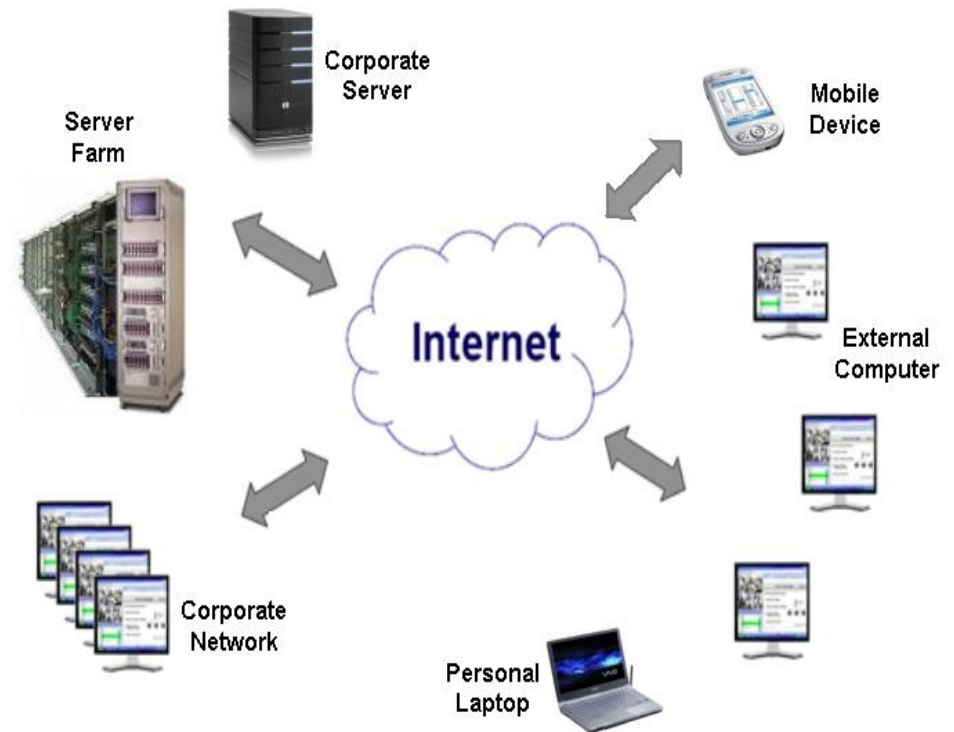 Corporate
Server
Server
Farm
Mobile
Device
Internet
External
Computer
Corporate
Network
Personal
Laptop